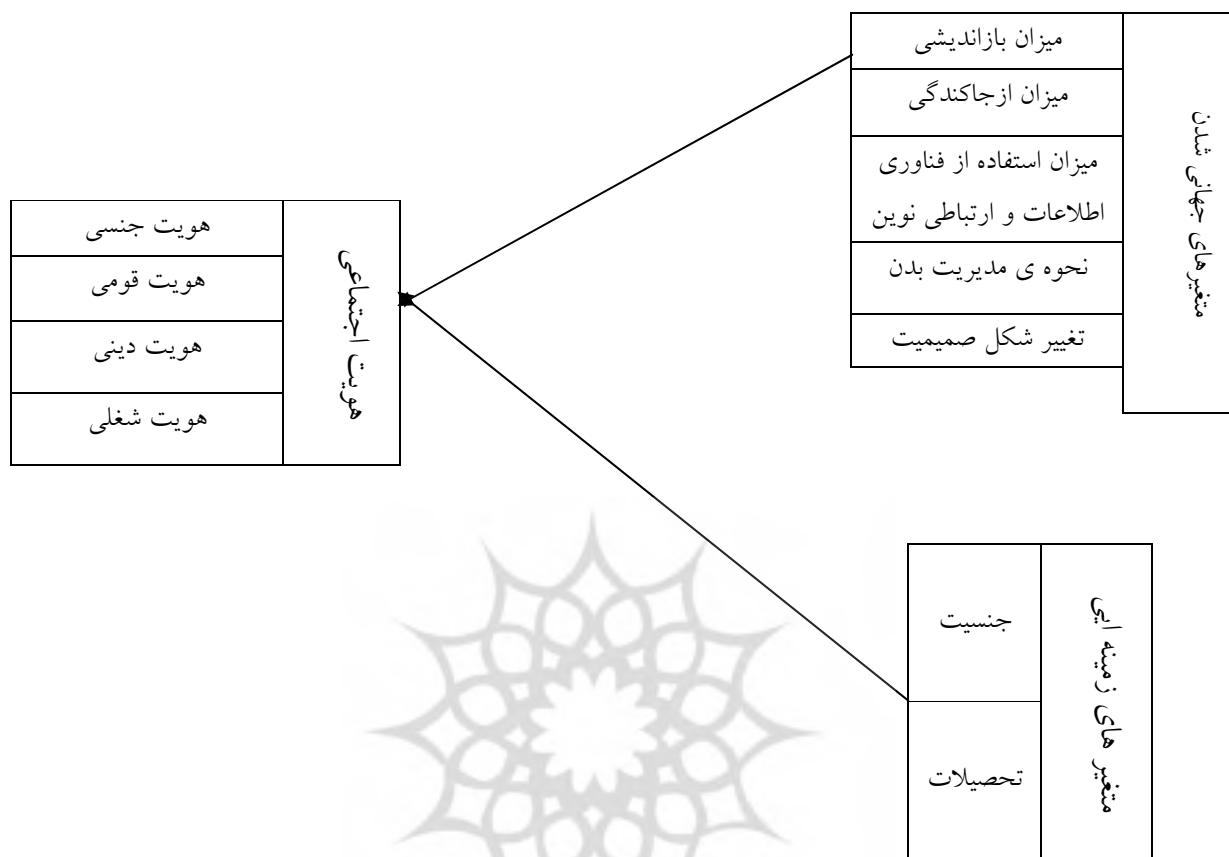 متغیرهای جهانی شدن
میزان بازاندیشی
میزان ازجاکندگی
میزان استفاده از فناوری
اطلاعات و ارتباطی نوین
نحوه ی مدیریت بدن
تغییر شکل صمیمیت
هویت اجتماعی
هویت جنسی
هویت قومی
هویت دینی
هویت شغلی
متغیر های زمینه ایی
جنسیت
تحصیلات